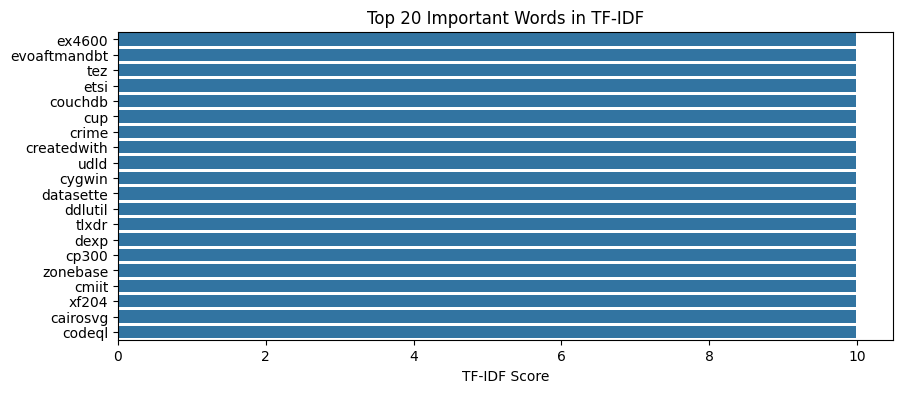 Top 20 Important Words in TF-IDF
ex4600
evoaftmandbt
tez
etsi
couchdb
cup
crime
createdwith
udld
cygwin
datasette
ddlutil
tlxdr
dexp
cp300
zonebase
cmiit
xf204
cairosvg
codeql
0 2 4 6 8 10
TF-IDF Score